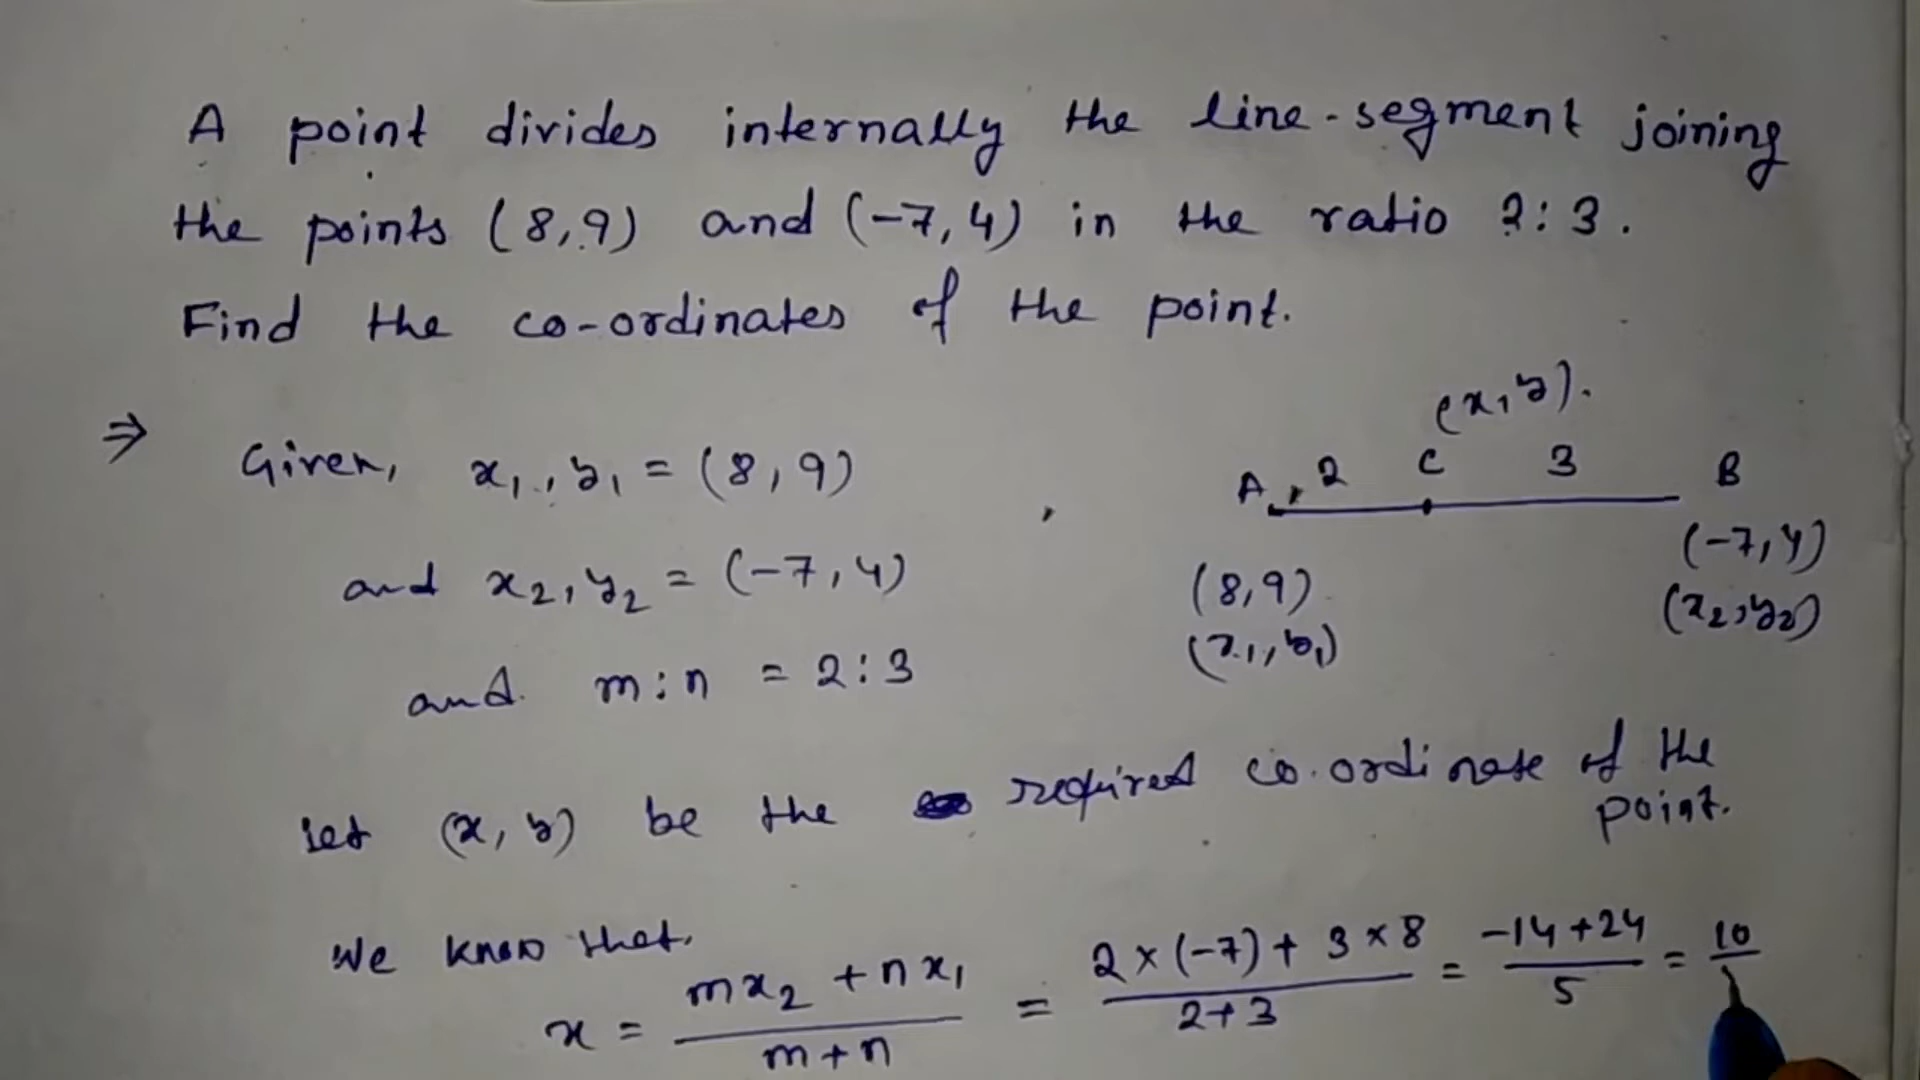 A point divides internally the line-segment joining
the points (8,9) and (-7,4) in the ratio 2:3.
Find the co-ordinates of the point.
⇒ Given, x₁, y₁ = (8,9)
and x₂, y₂ = (-7,4)
and m:n = 2:3
(x,y).
A 2 C 3 B
(8,9) (-7,4)
(x₁,y₁) (x₂,y₂)
Let (x,y) be the required co-ordinate of the
point.
We know that,
x = (mx₂ + nx₁)/(m+n) = (2×(-7)+3×8)/(2+3) = (-14+24)/5 = 10/